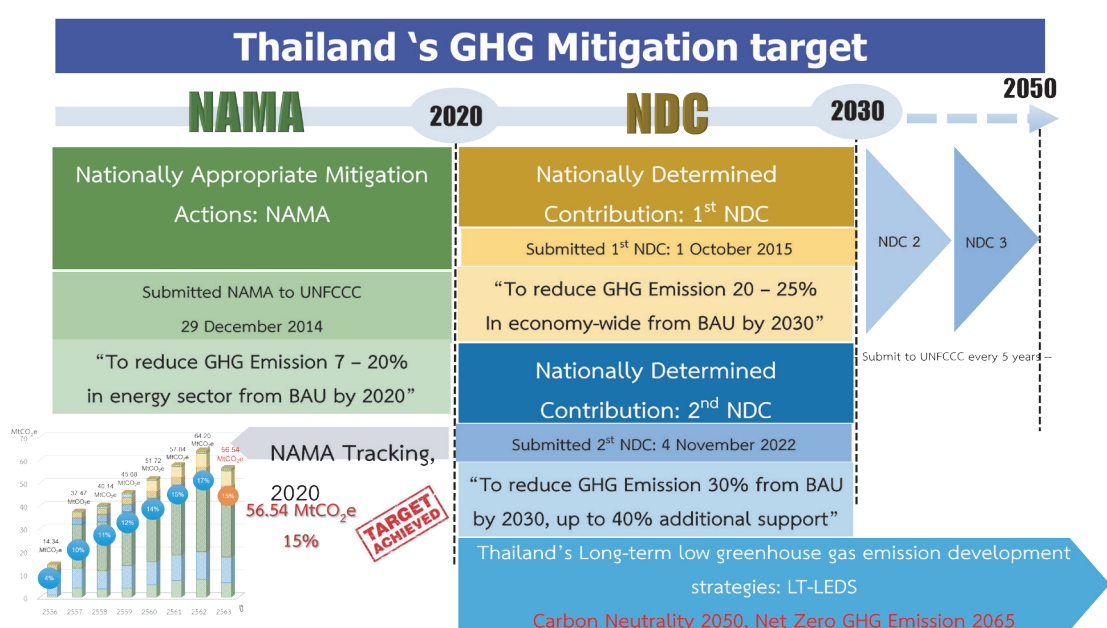 Thailand ‘s GHG Mitigation target
NAMA
2020
NDC
2030
2050
Nationally Appropriate Mitigation
Actions: NAMA
Submitted NAMA to UNFCCC
29 December 2014
“To reduce GHG Emission 7 – 20%
in energy sector from BAU by 2020”
Nationally Determined
Contribution: 1st NDC
Submitted 1st NDC: 1 October 2015
“To reduce GHG Emission 20 – 25%
In economy-wide from BAU by 2030”
Nationally Determined
Contribution: 2nd NDC
Submitted 2nd NDC: 4 November 2022
“To reduce GHG Emission 30% from BAU
by 2030, up to 40% additional support”
NDC 2
NDC 3
Submit to UNFCCC every 5 years --
Thailand’s Long-term low greenhouse gas emission development
strategies: LT-LEDS
Carbon Neutrality 2050, Net Zero GHG Emission 2065
NAMA Tracking,
2020
56.54 MtCO2e
15%
TARGET
ACHIEVED
MtCO2e
70
60
50
40
30
20
10
0
14.34
MtCO2e
37.47
MtCO2e
40.14
MtCO2e
45.68
MtCO2e
51.72
MtCO2e
57.84
MtCO2e
64.20
MtCO2e
56.54
MtCO2e
4%
10%
11%
12%
14%
15%
17%
15%
2556
2557
2558
2559
2560
2561
2562
2563
ปี